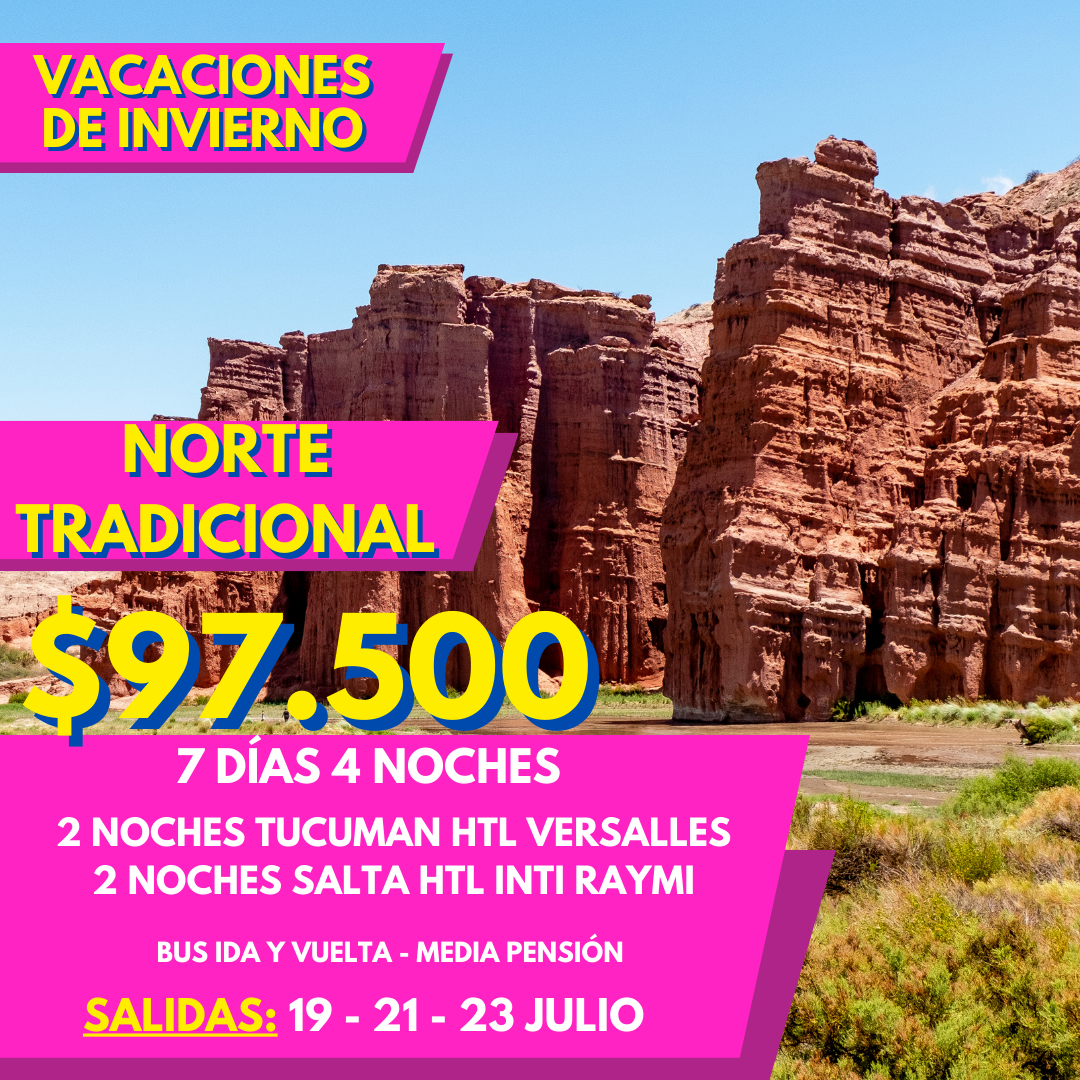 VACACIONES
DE INVIERNO
NORTE
TRADICIONAL
$97.500
7 DÍAS 4 NOCHES
2 NOCHES TUCUMAN HTL VERSALLES
2 NOCHES SALTA HTL INTI RAYMI
BUS IDA Y VUELTA - MEDIA PENSIÓN
SALIDAS: 19 - 21 - 23 JULIO